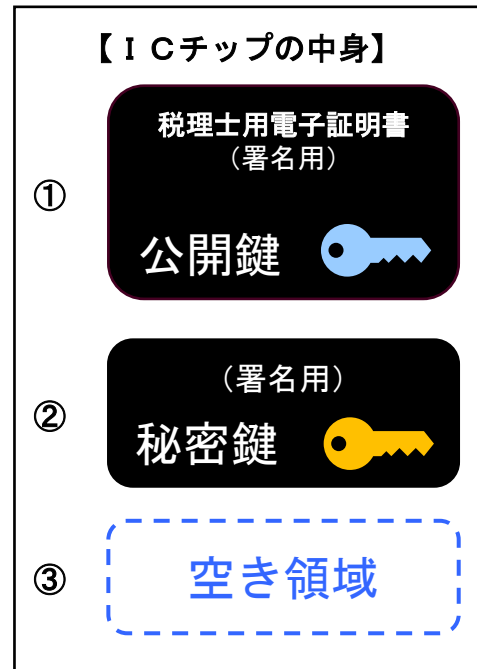 【ＩＣチップの中身】
①
税理士用電子証明書
（署名用）
公開鍵
②
（署名用）
秘密鍵
③
空き領域